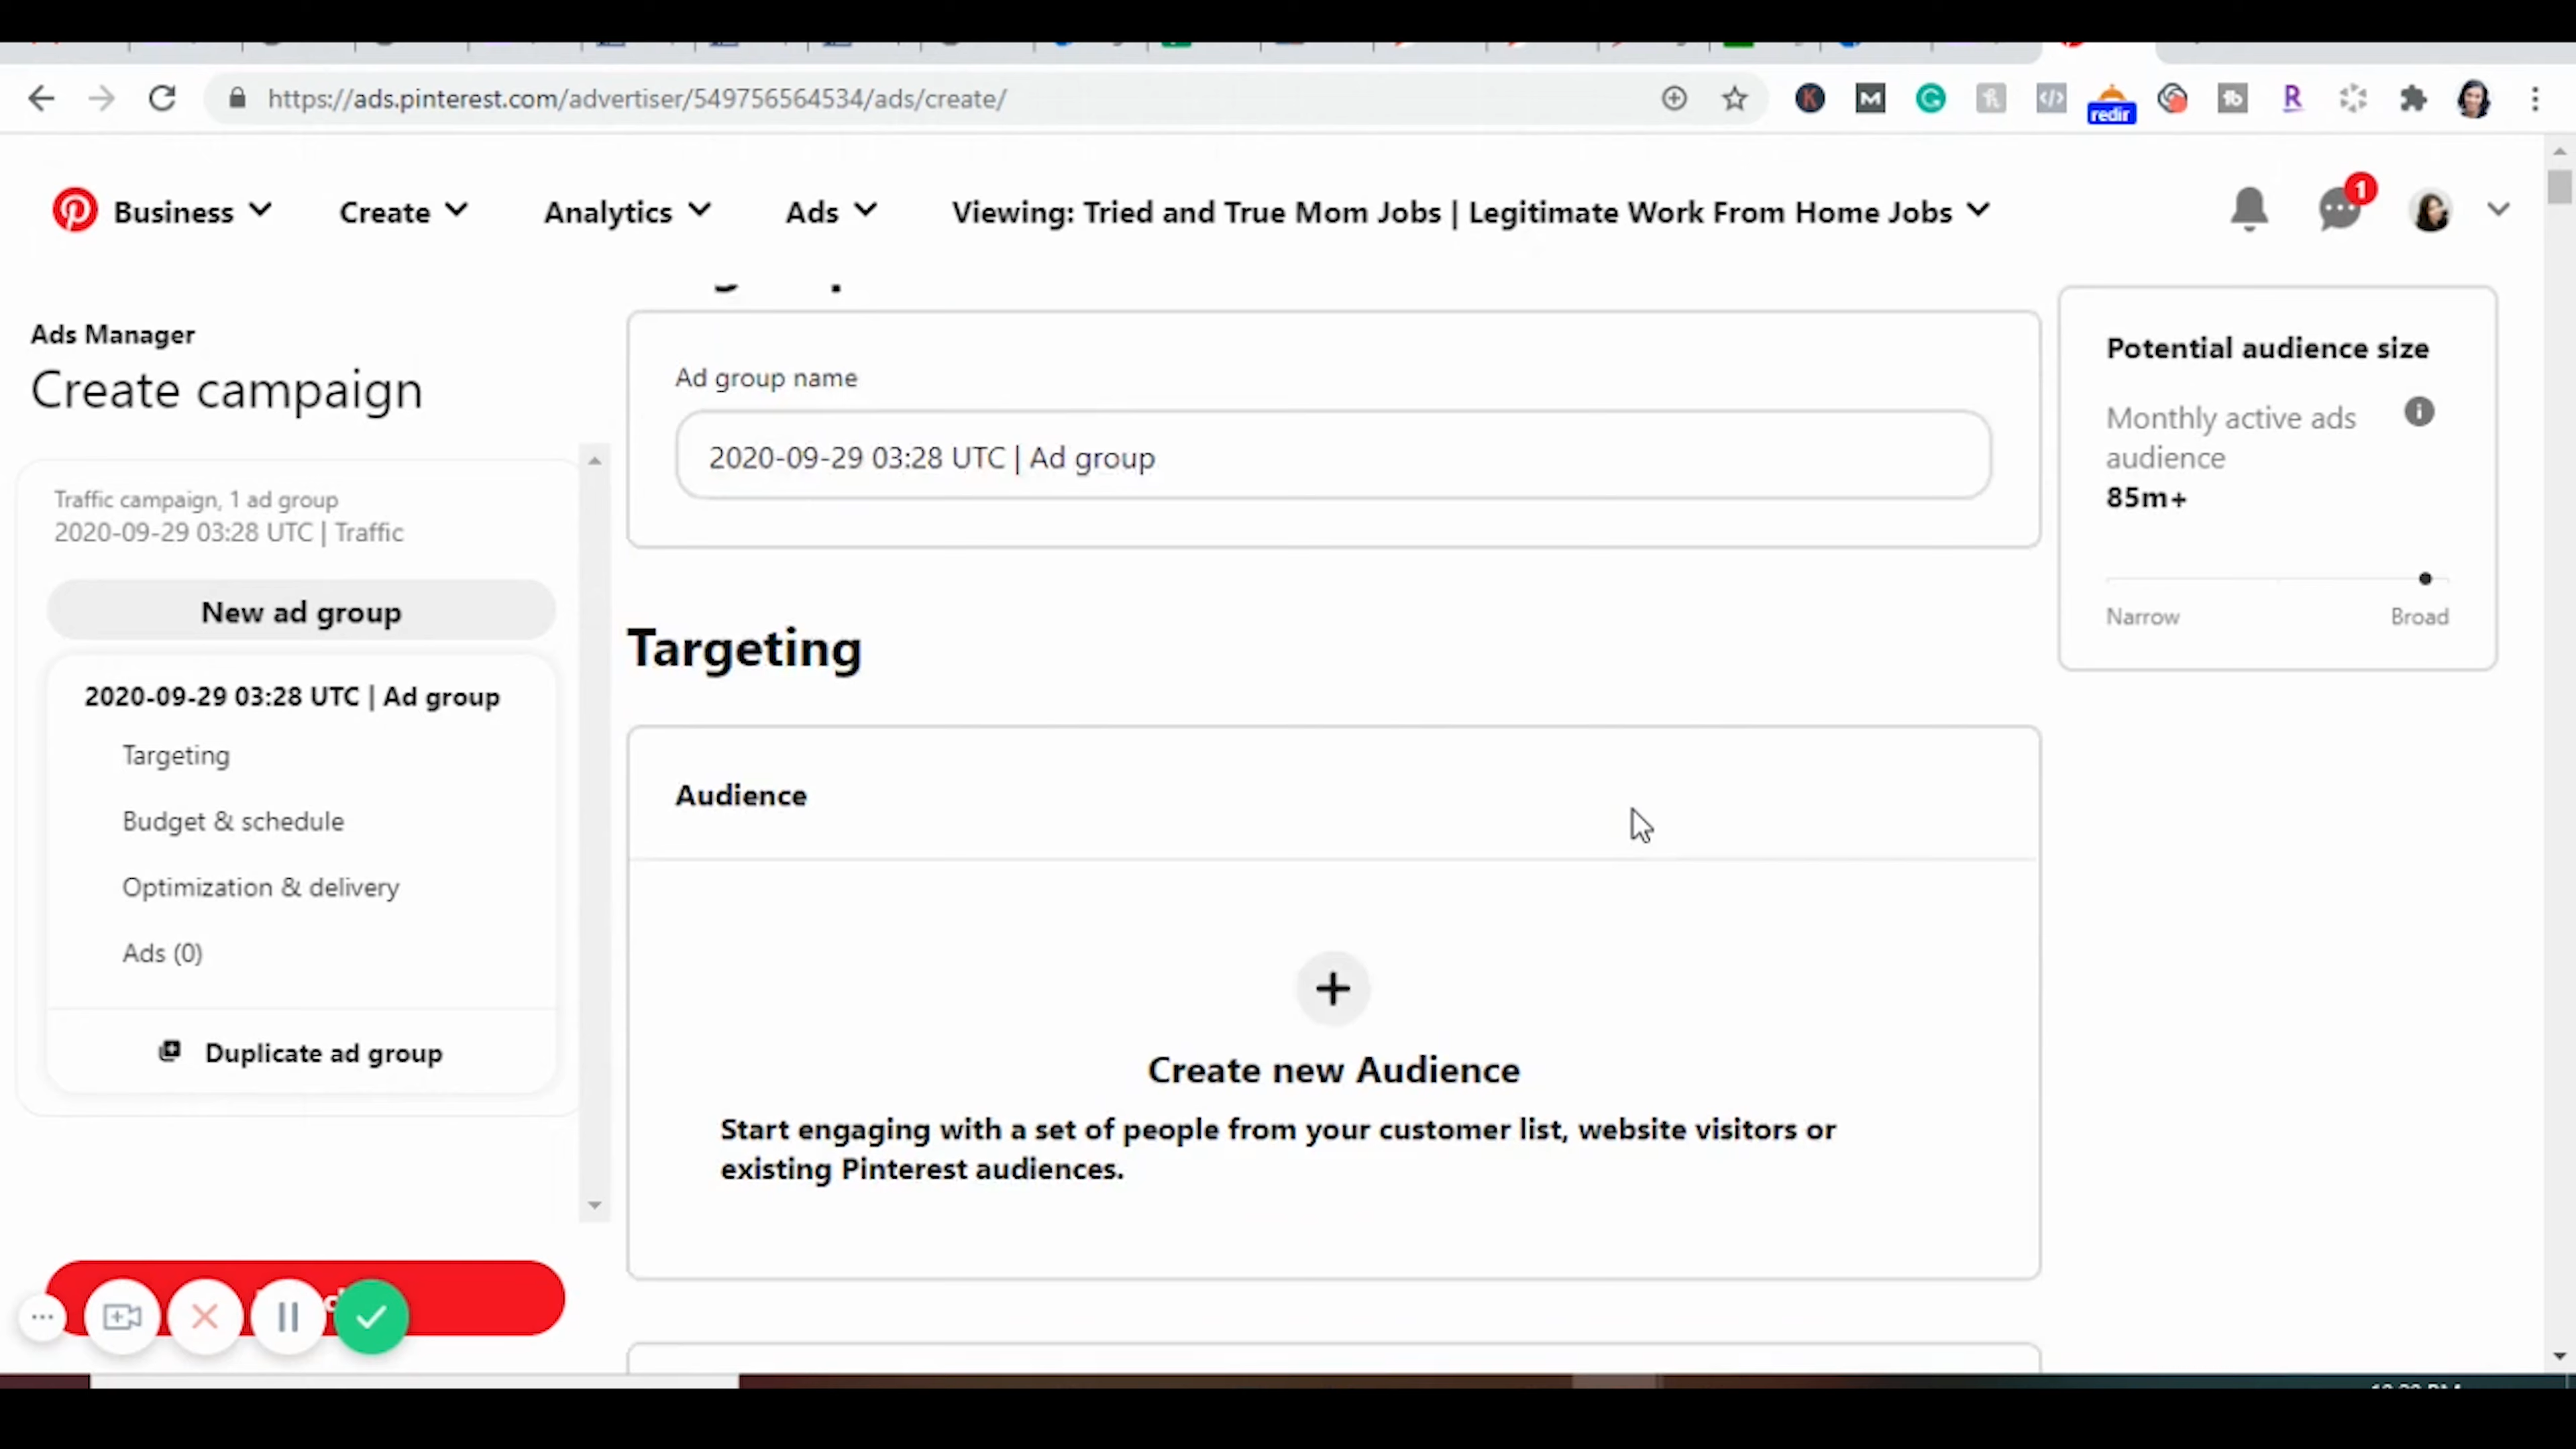 https://ads.pinterest.com/advertiser/549756564534/ads/create/
redir
Business
Create
Analytics
Ads
Viewing: Tried and True Mom Jobs | Legitimate Work From Home Jobs
1
Ads Manager
Create campaign
Traffic campaign, 1 ad group
2020-09-29 03:28 UTC | Traffic
New ad group
2020-09-29 03:28 UTC | Ad group
Targeting
Budget & schedule
Optimization & delivery
Ads (0)
Duplicate ad group
Ad group name
2020-09-29 03:28 UTC | Ad group
Targeting
Audience
Create new Audience
Start engaging with a set of people from your customer list, website visitors or
existing Pinterest audiences.
Potential audience size
Monthly active ads
audience
85m+
Narrow
Broad